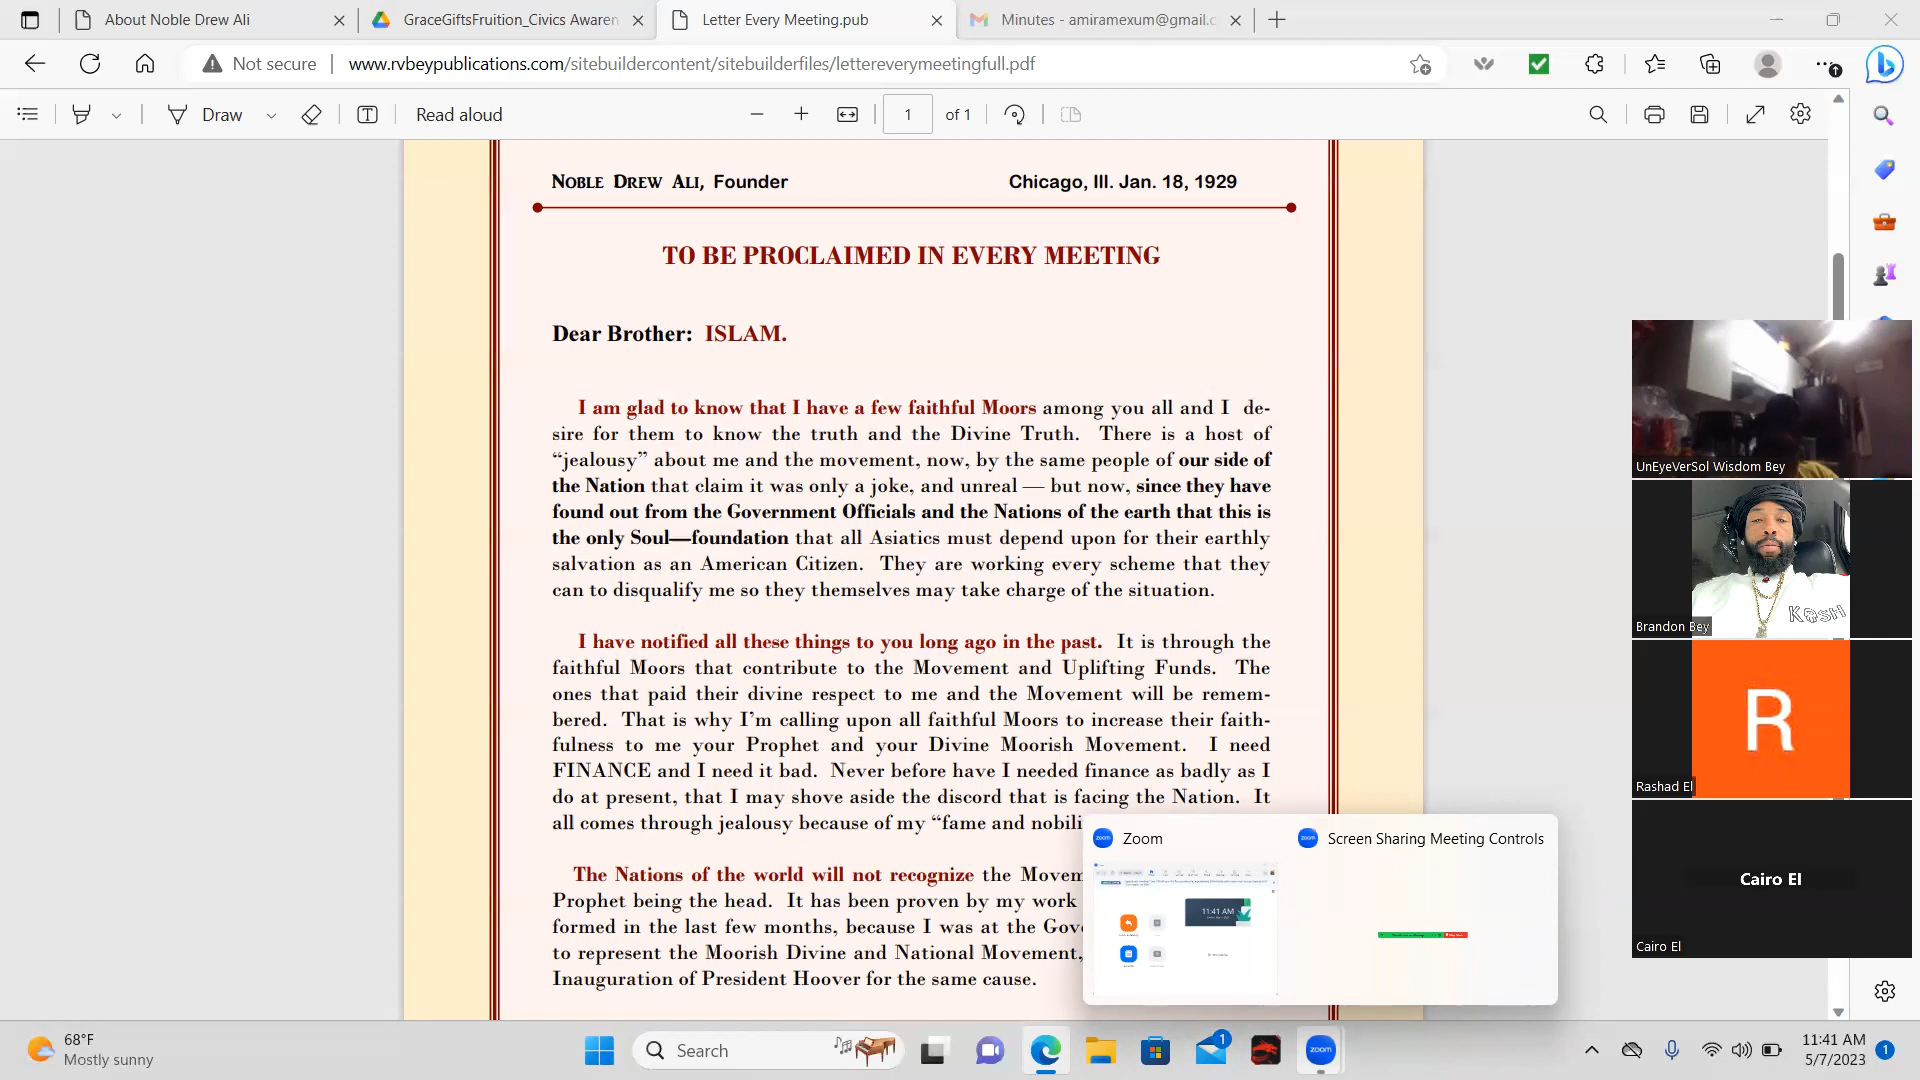 About Noble Drew Ali
GraceGiftsFruition_Civics Awaren
Letter Every Meeting.pub
Minutes - amiramexum@gmail.c
Not secure
www.rvbeypublications.com/sitebuildercontent/sitebuilderfiles/lettereverymeetingfull.pdf
Draw
Read aloud
1
of 1
NOBLE DREW ALI, Founder
Chicago, Ill. Jan. 18, 1929
TO BE PROCLAIMED IN EVERY MEETING
Dear Brother: ISLAM.
I am glad to know that I have a few faithful Moors among you all and I de-
sire for them to know the truth and the Divine Truth. There is a host of
“jealousy” about me and the movement, now, by the same people of our side of
the Nation that claim it was only a joke, and unreal — but now, since they have
found out from the Government Officials and the Nations of the earth that this is
the only Soul—foundation that all Asiatics must depend upon for their earthly
salvation as an American Citizen. They are working every scheme that they
can to disqualify me so they themselves may take charge of the situation.
I have notified all these things to you long ago in the past. It is through the
faithful Moors that contribute to the Movement and Uplifting Funds. The
ones that paid their divine respect to me and the Movement will be remem-
bered. That is why I’m calling upon all faithful Moors to increase their faith-
fulness to me your Prophet and your Divine Moorish Movement. I need
FINANCE and I need it bad. Never before have I needed finance as badly as I
do at present, that I may shove aside the discord that is facing the Nation. It
all comes through jealousy because of my “fame and nobili
The Nations of the world will not recognize the Movem
Prophet being the head. It has been proven by my work
formed in the last few months, because I was at the Gov
to represent the Moorish Divine and National Movement,
Inauguration of President Hoover for the same cause.
Zoom
Screen Sharing Meeting Controls
11:41 AM
UnEyeVerSol Wisdom Bey
KOSH
Brandon Bey
R
Rashad El
Cairo El
Cairo El
68°F
Mostly sunny
Search
1
zoom
11:41 AM
5/7/2023
1